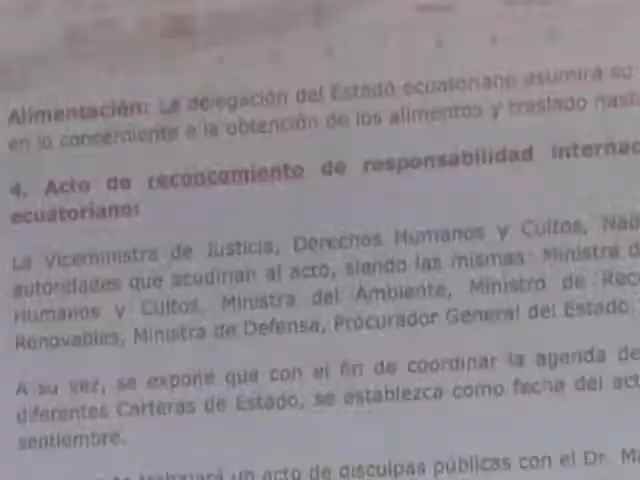 Alimentación: La delegación del Estado ecuatoriano asumirá su
en lo concerniente a la obtención de los alimentos y traslado hasta
4. Acto de reconcomiento de responsabilidad internac
ecuatoriano:
La Viceministra de Justicia, Derechos Humanos y Cultos, Nad
autoridades que acudirían al acto, siendo las mismas: Ministra d
Humanos y Cultos, Ministra del Ambiente, Ministro de Rec
Renovables, Ministra de Defensa, Procurador General del Estado.
A su vez, se expone que con el fin de coordinar la agenda de
diferentes Carteras de Estado, se establezca como fecha del act
septiembre.
un acto de disculpas públicas con el Dr. Ma